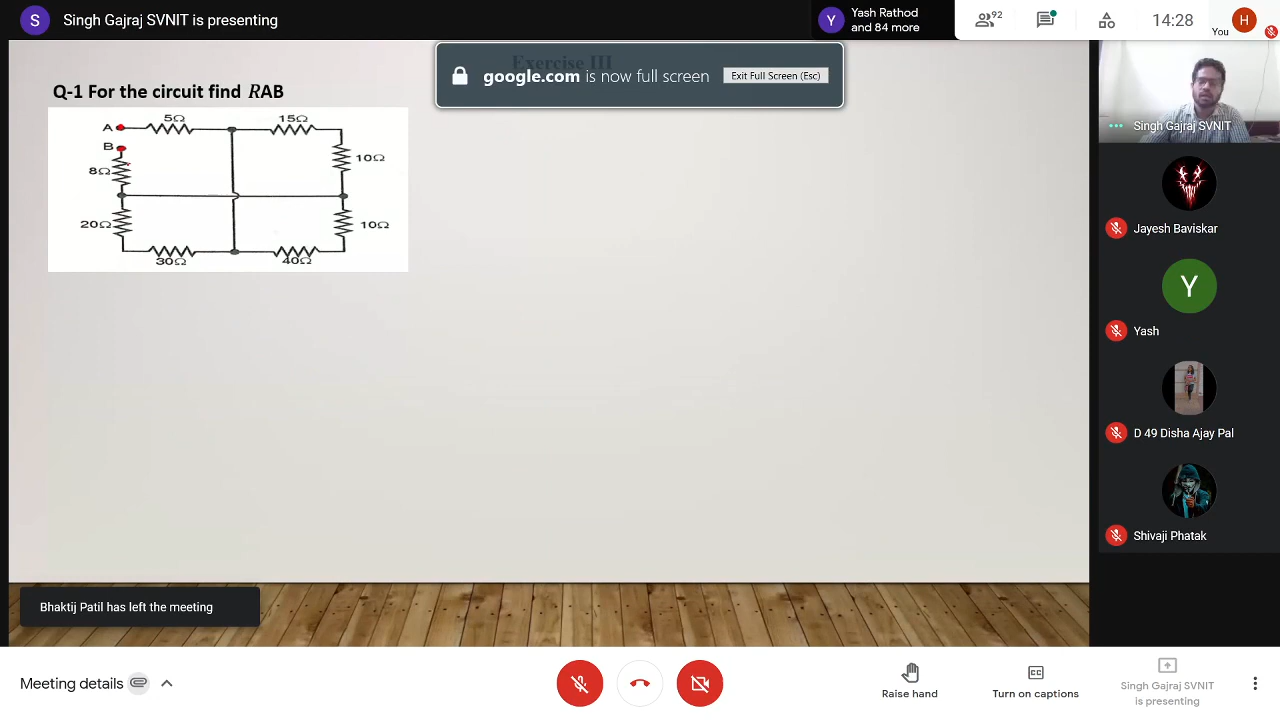 S Singh Gajraj SVNIT is presenting
Y Yash Rathod
and 84 more
92
14:28
You
H
Exercise III
google.com is now full screen
Exit Full Screen (Esc)
Q-1 For the circuit find RAB
A
5Ω
15Ω
B
8Ω
10Ω
20Ω
10Ω
30Ω
40Ω
Singh Gajraj SVNIT
Jayesh Baviskar
Y
Yash
D 49 Disha Ajay Pal
Shivaji Phatak
Bhaktij Patil has left the meeting
Meeting details
Raise hand
CC
Turn on captions
Singh Gajraj SVNIT
is presenting